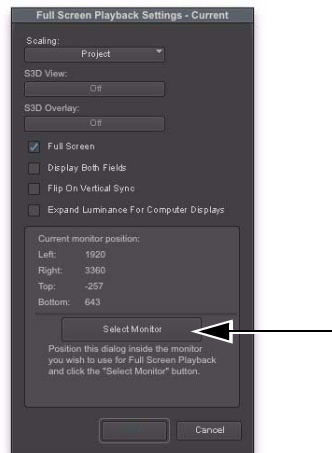 Full Screen Playback Settings - Current
Scaling:
Project
S3D View:
Off
S3D Overlay:
Off
Full Screen
Display Both Fields
Flip On Vertical Sync
Expand Luminance For Computer Displays
Current monitor position:
Left: 1920
Right: 3360
Top: -257
Bottom: 643
Select Monitor
Position this dialog inside the monitor
you wish to use for Full Screen Playback
and click the "Select Monitor" button.
Cancel